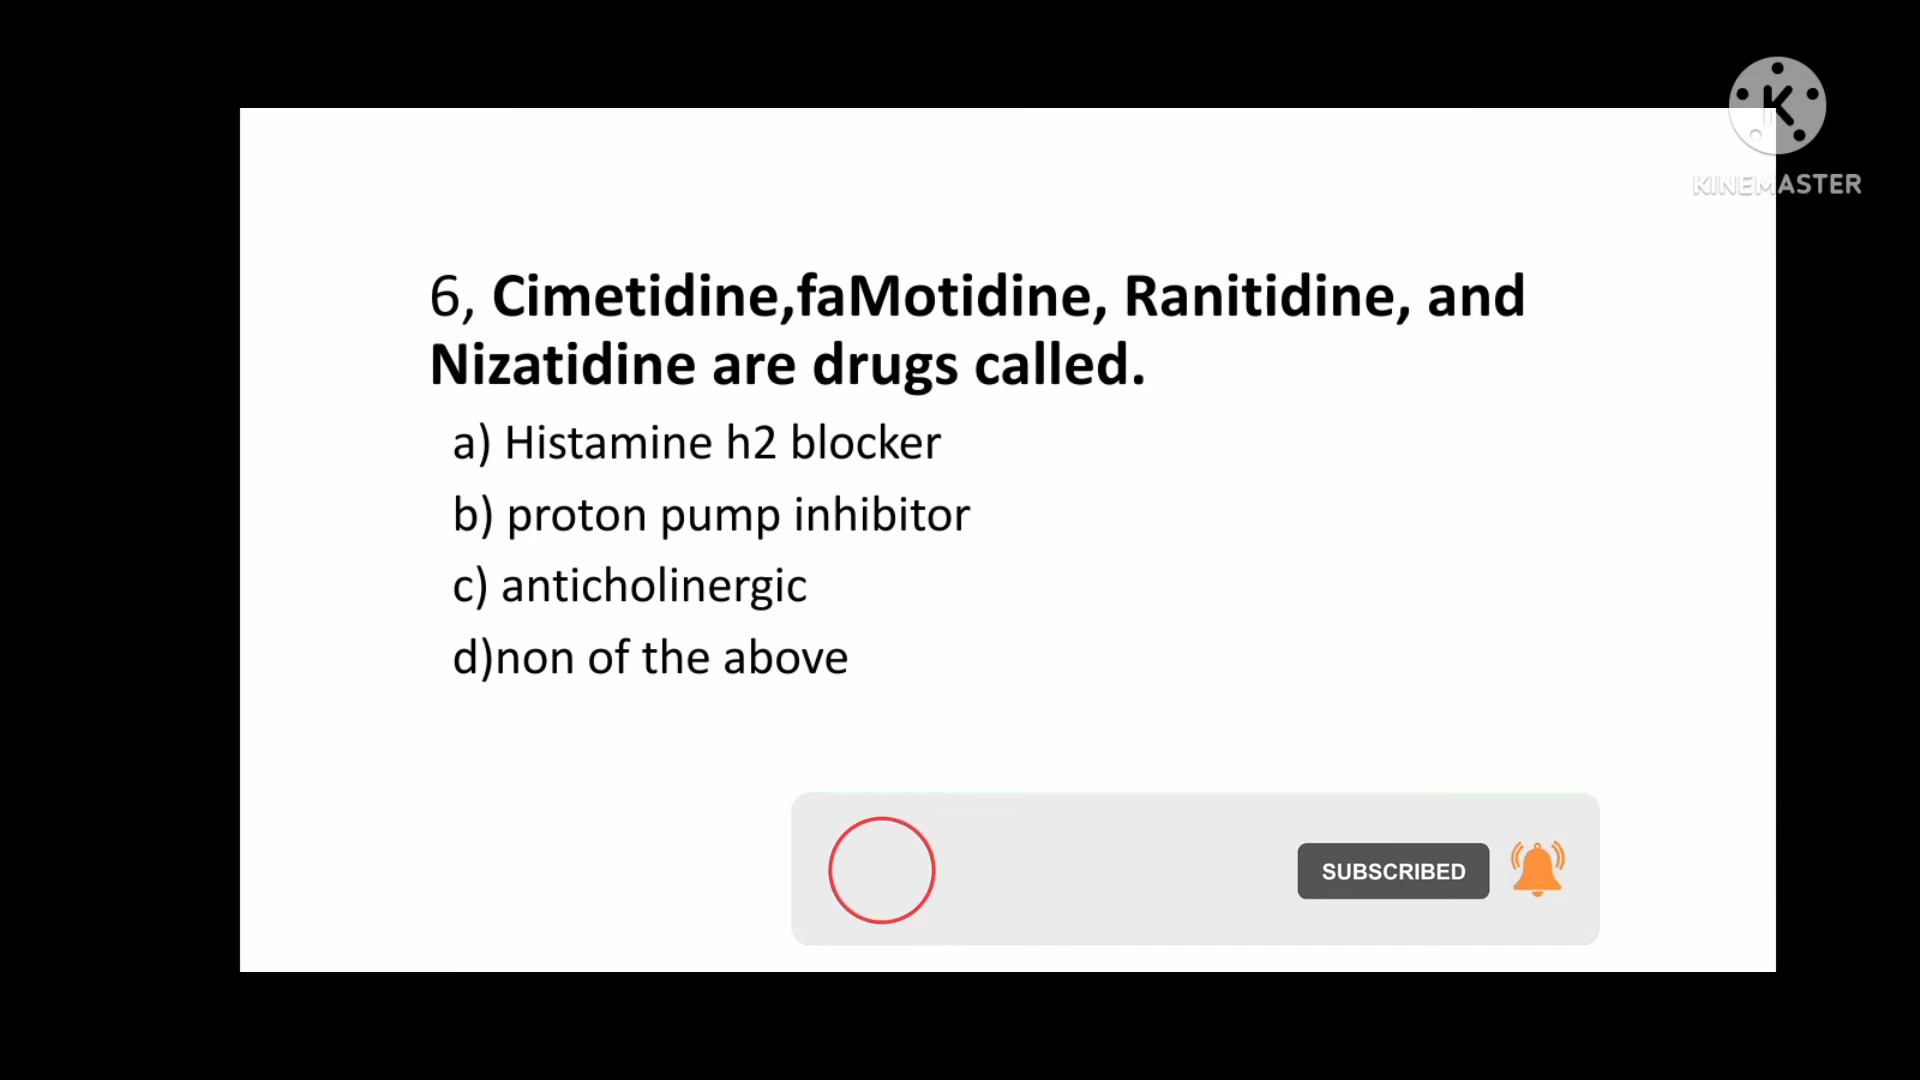 KINEMASTER
6, Cimetidine,faMotidine, Ranitidine, and
Nizatidine are drugs called.
a) Histamine h2 blocker
b) proton pump inhibitor
c) anticholinergic
d)non of the above
SUBSCRIBED